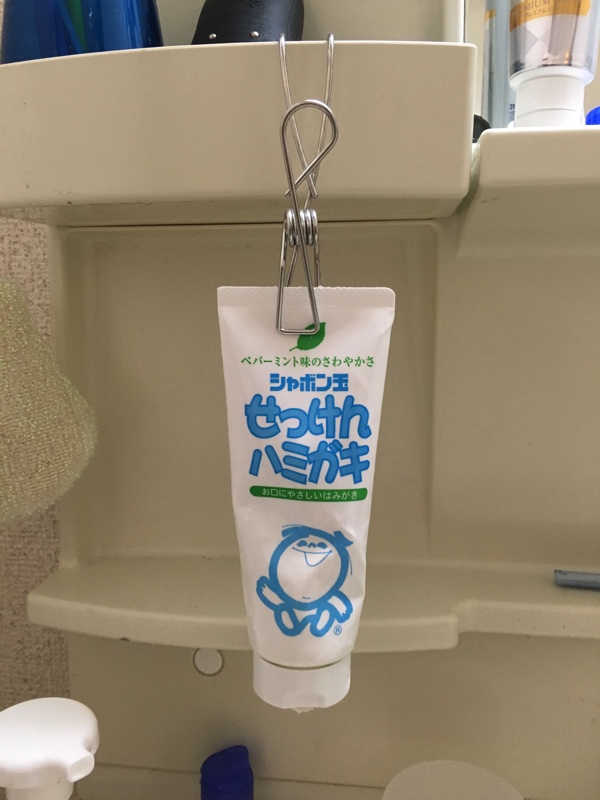 ペパーミント味のさわやかさ
シャボン玉
せっけん
ハミガキ
お口にやさしいはみがき
®